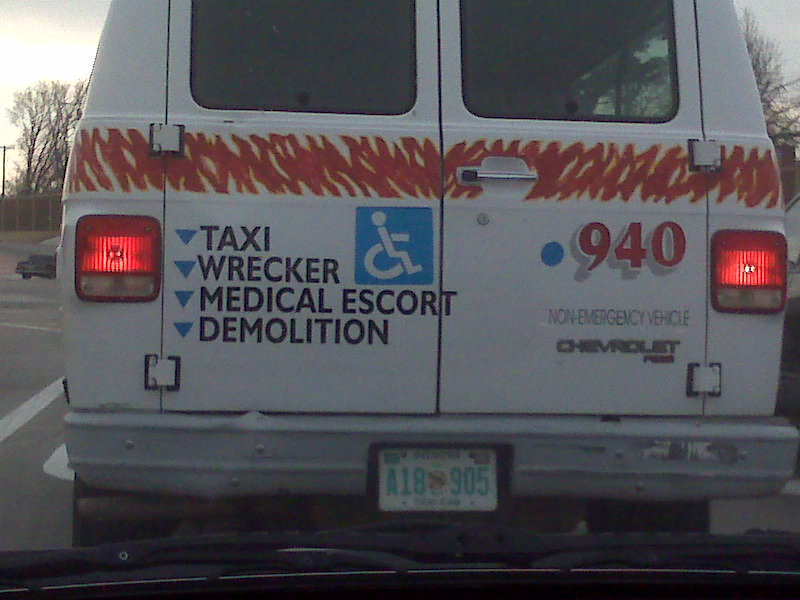 TAXI
WRECKER
MEDICAL ESCORT
DEMOLITION
940
NON-EMERGENCY VEHICLE
CHEVROLET
A18 905